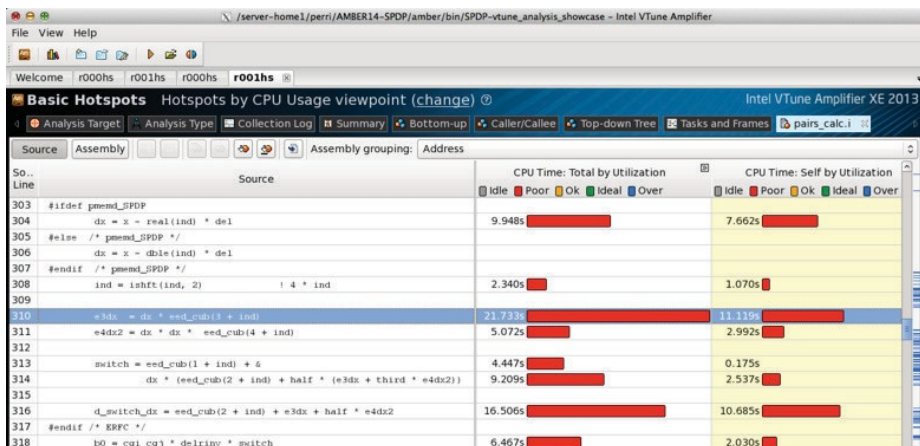 /server-home1/perri/AMBER14-SPDP/amber/bin/SPDP-vtune_analysis_showcase - Intel VTune Amplifier
File View Help
Welcome r000hs r001hs r000hs r001hs
Basic Hotspots Hotspots by CPU Usage viewpoint (change) Intel VTune Amplifier XE 2013
Analysis Target Analysis Type Collection Log Summary Bottom-up Caller/Callee Top-down Tree Tasks and Frames pairs_calc.i
Source Assembly Assembly grouping: Address
So.. Line Source CPU Time: Total by Utilization CPU Time: Self by Utilization
Idle Poor Ok Ideal Over Idle Poor Ok Ideal Over
303 #ifdef pmemd_SPDP
304 dx = x - real(ind) * del 9.948s 7.662s
305 #else /* pmemd_SPDP */
306 dx = x - dble(ind) * del
307 #endif /* pmemd_SPDP */
308 ind = ishft(ind, 2) ! 4 * ind 2.340s 1.070s
309
310 e3dx = dx * eed_cub(3 + ind) 21.733s 11.119s
311 e4dx2 = dx * dx * eed_cub(4 + ind) 5.072s 2.992s
312
313 switch = eed_cub(1 + ind) + & 4.447s 0.175s
314 dx * (eed_cub(2 + ind) + half * (e3dx + third * e4dx2)) 9.209s 2.537s
315
316 d_switch_dx = eed_cub(2 + ind) + e3dx + half * e4dx2 16.506s 10.685s
317 #endif /* ERFC */
318 b0 = cgi_cgj * delrinv * switch 6.467s 2.030s